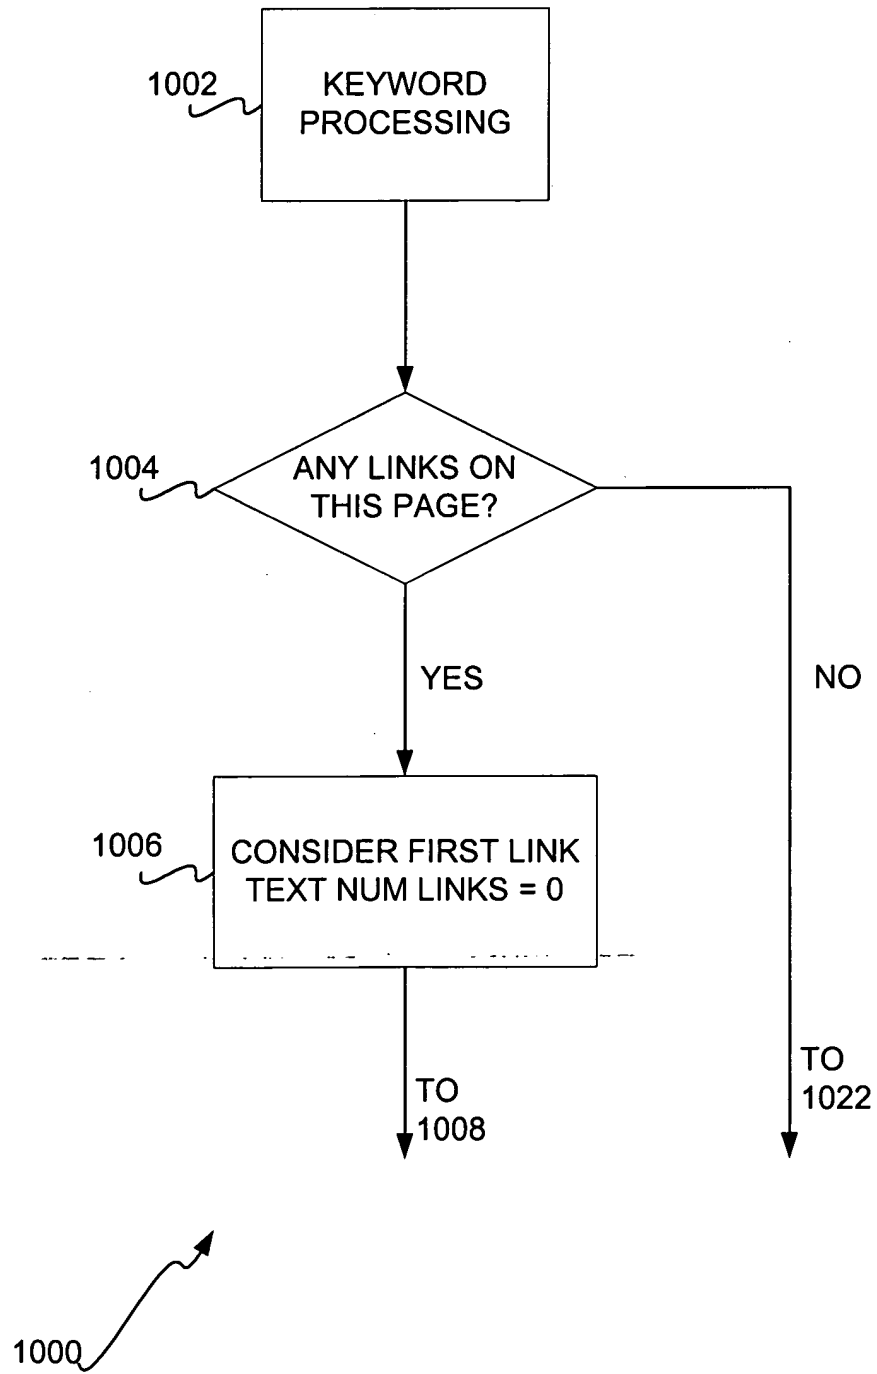 1002
KEYWORD
PROCESSING
1004
ANY LINKS ON
THIS PAGE?
YES
NO
1006
CONSIDER FIRST LINK
TEXT NUM LINKS = 0
TO
1008
TO
1022
1000